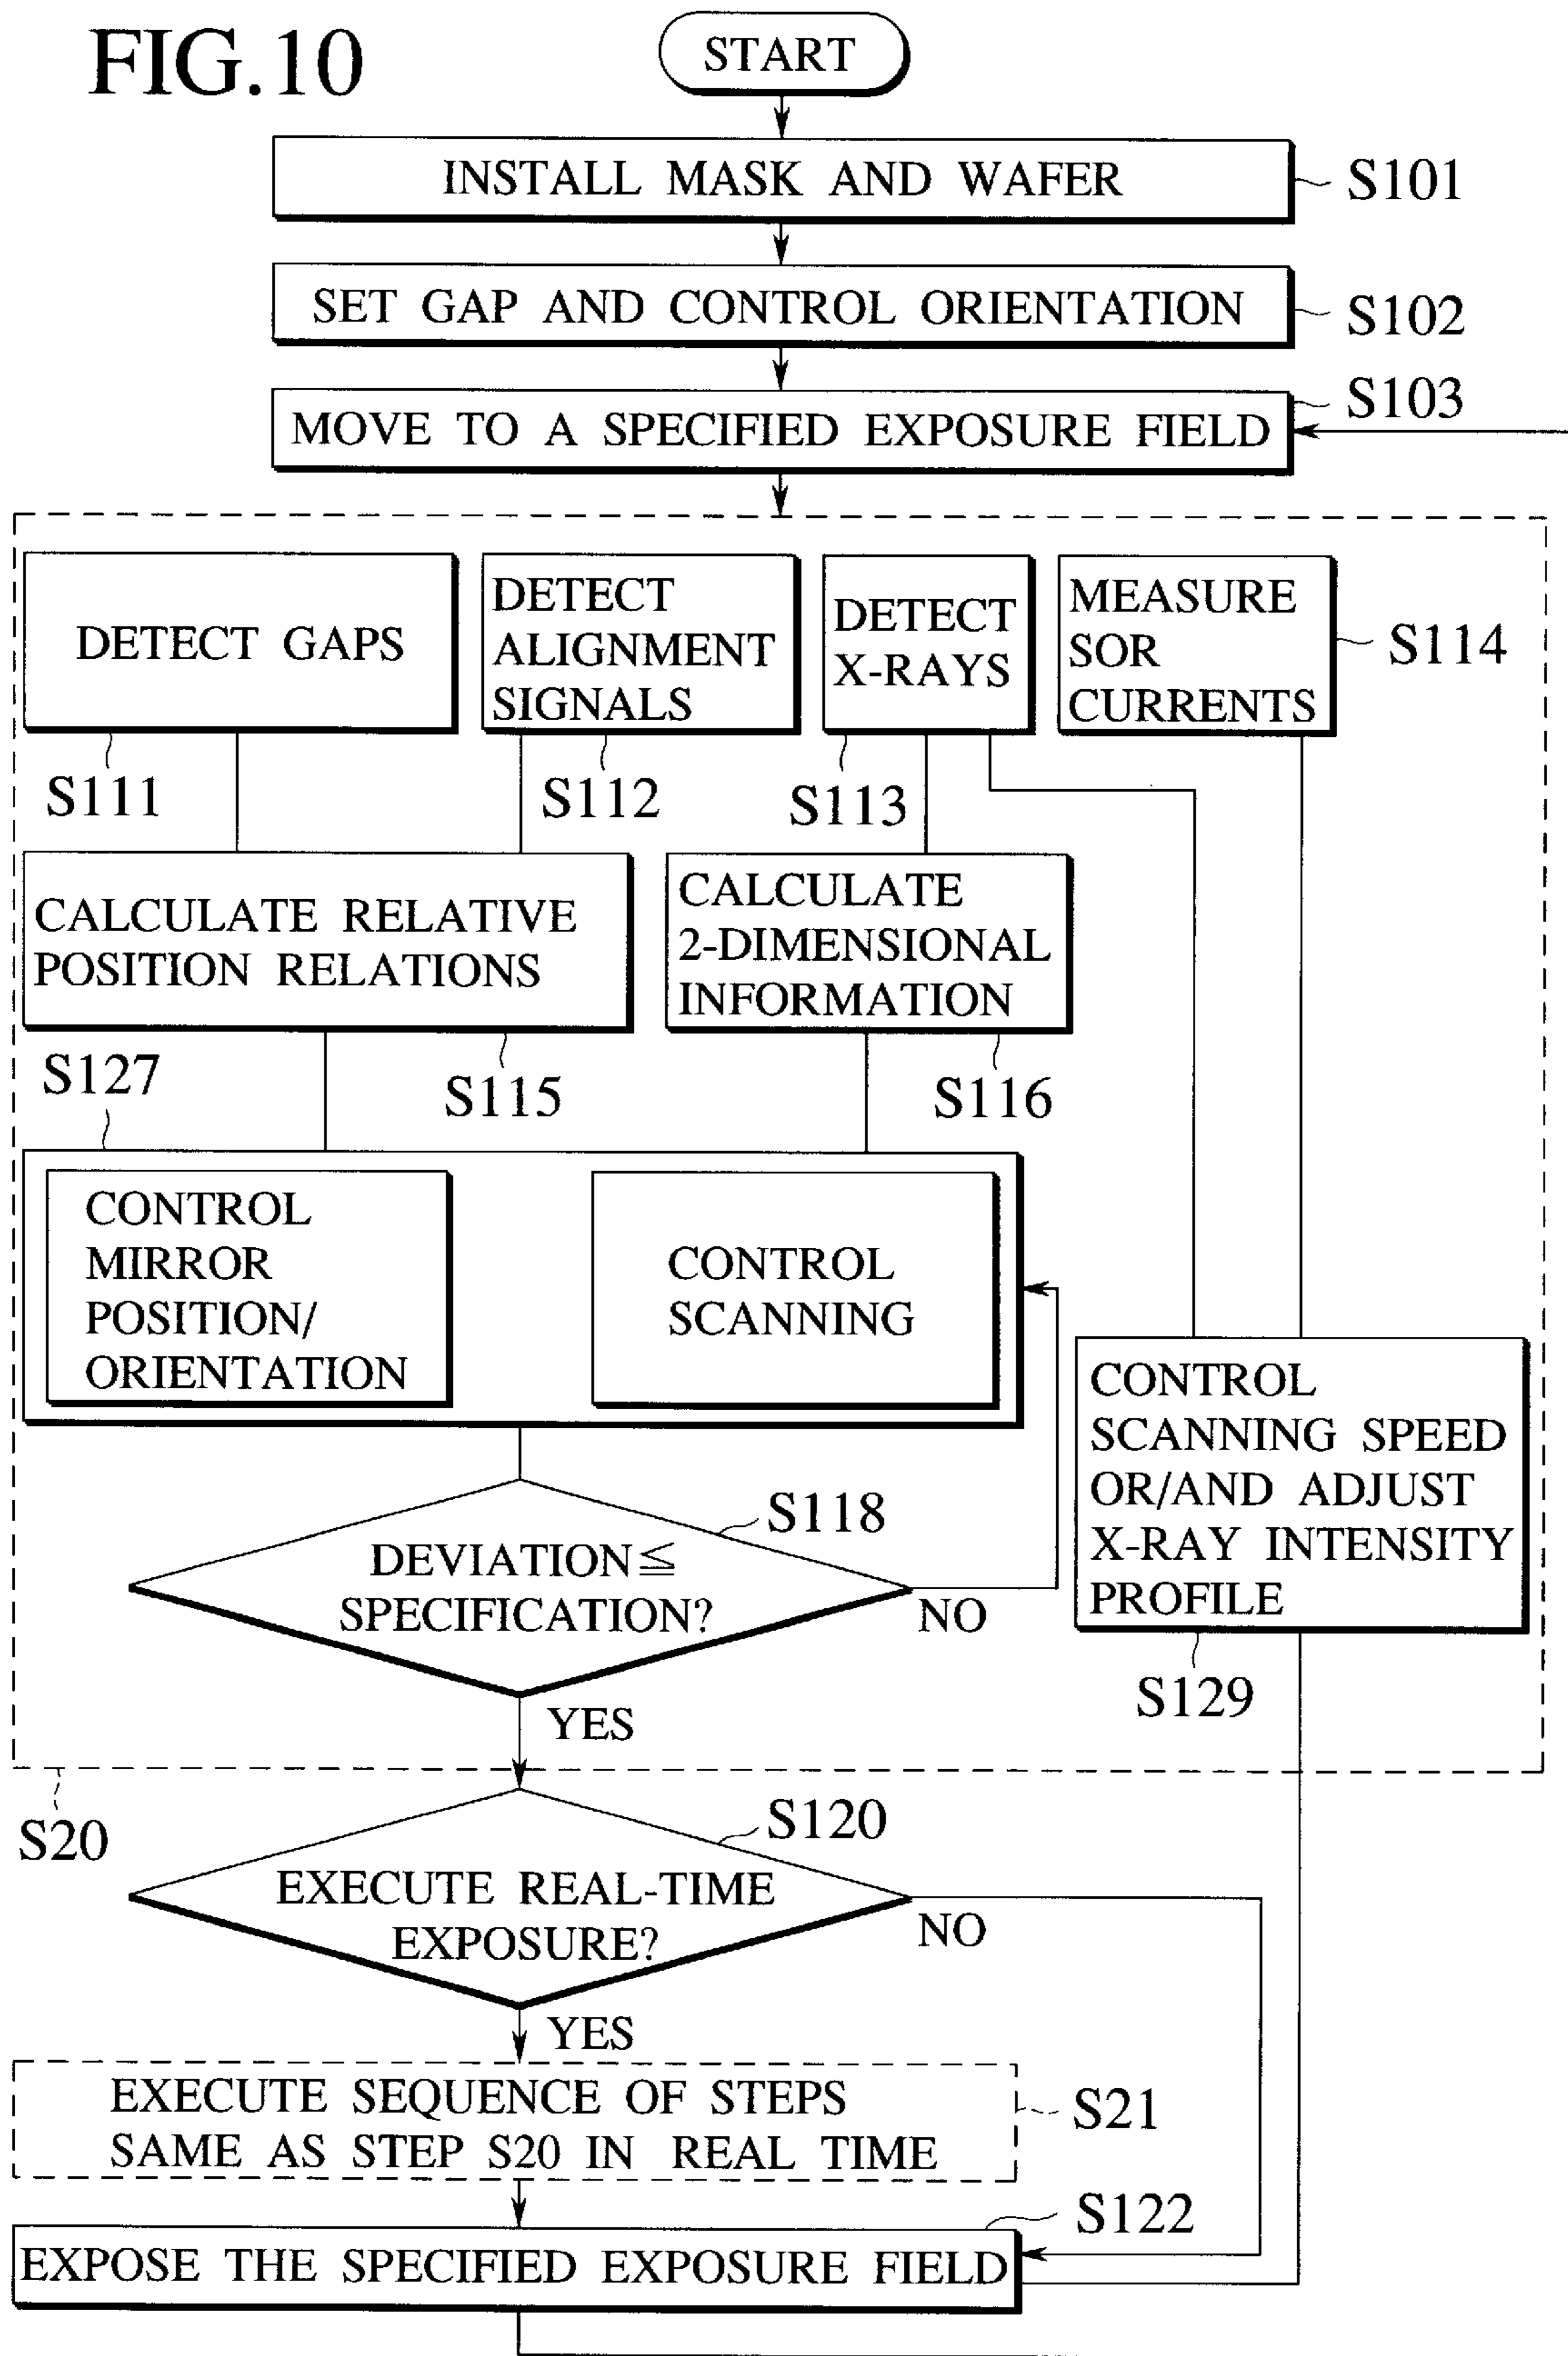 FIG.10
START
INSTALL MASK AND WAFER
S101
SET GAP AND CONTROL ORIENTATION
S102
S103
MOVE TO A SPECIFIED EXPOSURE FIELD
DETECT GAPS
S111
DETECT
ALIGNMENT
SIGNALS
S112
DETECT
X-RAYS
S113
MEASURE
SOR
CURRENTS
S114
CALCULATE RELATIVE
POSITION RELATIONS
S115
CALCULATE
2-DIMENSIONAL
INFORMATION
S116
S127
CONTROL
MIRROR
POSITION/
ORIENTATION
CONTROL
SCANNING
CONTROL
SCANNING SPEED
OR/AND ADJUST
X-RAY INTENSITY
PROFILE
S129
S118
DEVIATION≦
SPECIFICATION?
NO
YES
S20
S120
EXECUTE REAL-TIME
EXPOSURE?
NO
YES
EXECUTE SEQUENCE OF STEPS
SAME AS STEP S20 IN REAL TIME
S21
S122
EXPOSE THE SPECIFIED EXPOSURE FIELD